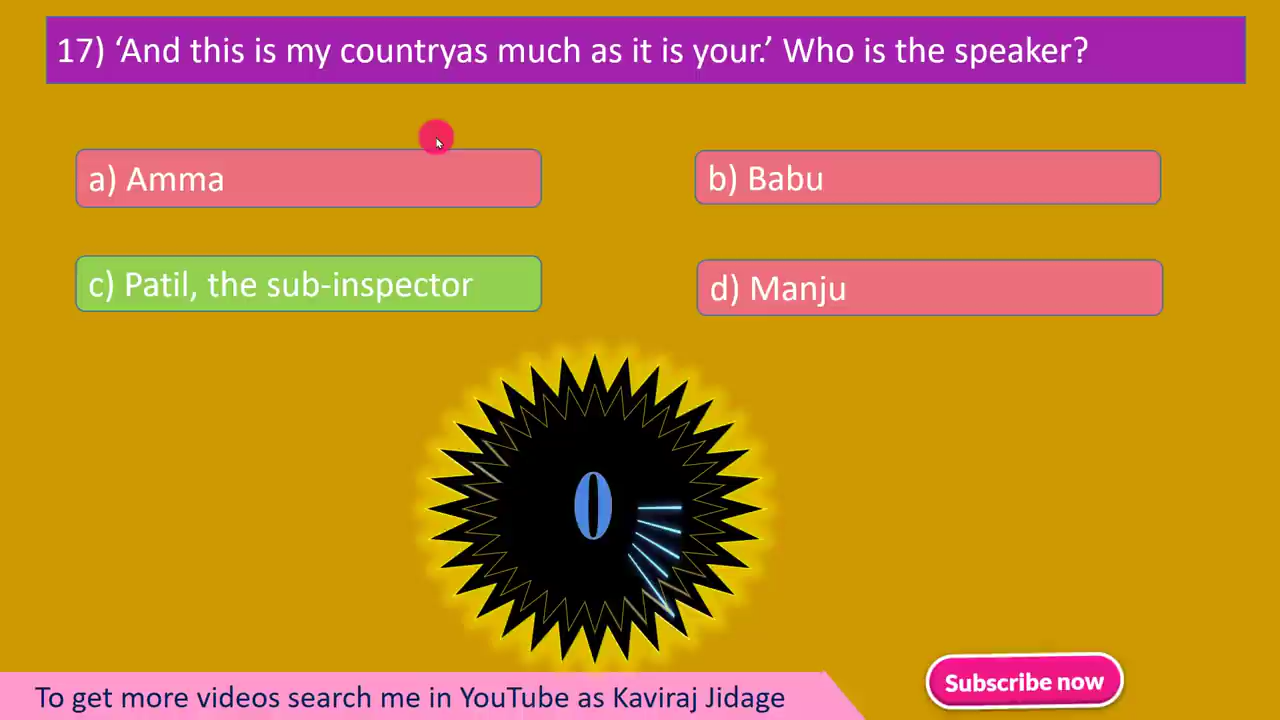 17) ‘And this is my countryas much as it is your.’ Who is the speaker?
a) Amma
b) Babu
c) Patil, the sub-inspector
d) Manju
0
To get more videos search me in YouTube as Kaviraj Jidage
Subscribe now